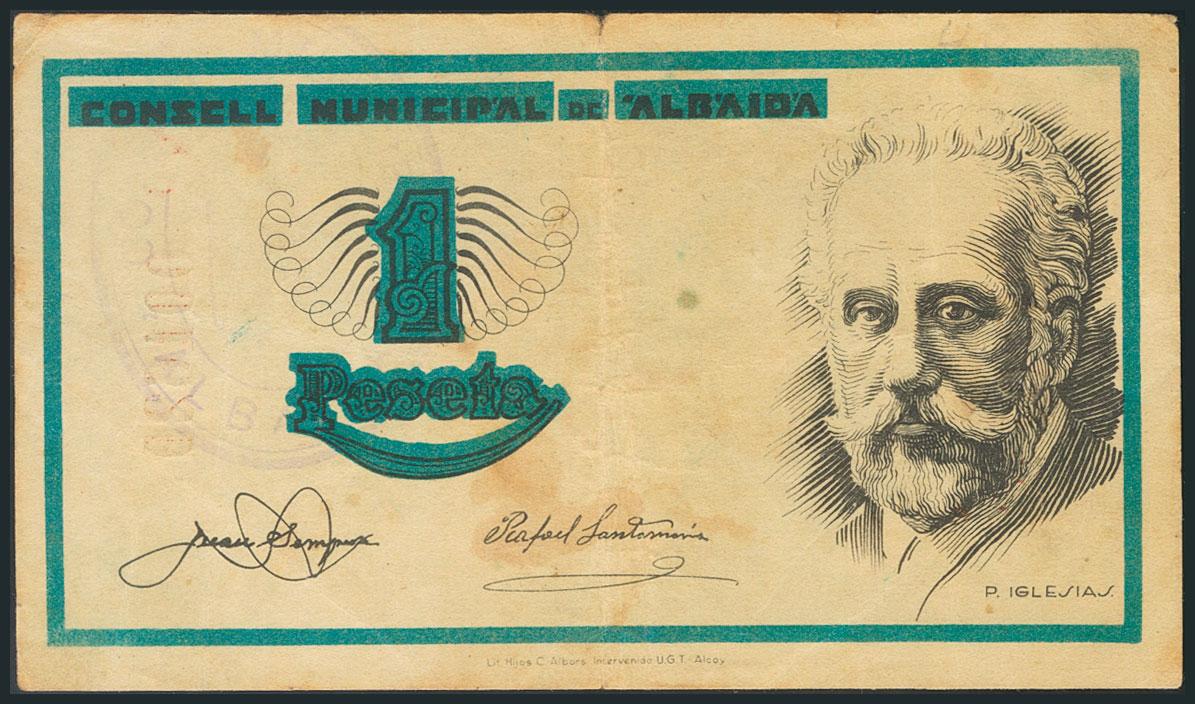 CONSELL MUNICIPAL DE ALBAIDA
1
Peseta
Rafael Santamaría
P. IGLESIAS.
Lit. Hijos C. Albors. Intervenido U.G.T. - Alcoy